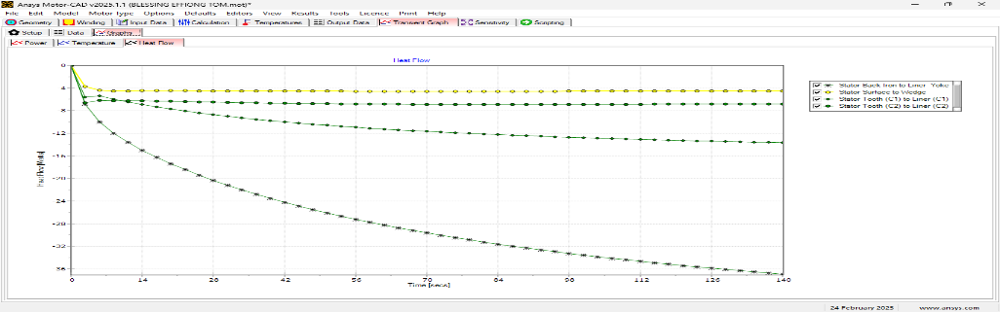 Ansys Motor-CAD v2025.1.1 (BLESSING EFFIONG TOM.mot)*
File Edit Model Motor Type Options Defaults Editors View Results Tools Licence Print Help
Geometry Winding Input Data Calculation Temperatures Output Data Transient Graph Sensitivity Scripting
Setup Data Graphs
Power Temperature Heat Flow
Heat Flow
0
-4
-8
-12
-16
-20
-24
-28
-32
-36
Heat Flow [Watts]
0 14 28 42 56 70 84 98 112 126 140
Time [secs]
Stator Back Iron to Liner Yoke
Stator Surface to Wedge
Stator Tooth (C1) to Liner (C1)
Stator Tooth (C2) to Liner (C2)
24 February 2025 www.ansys.com